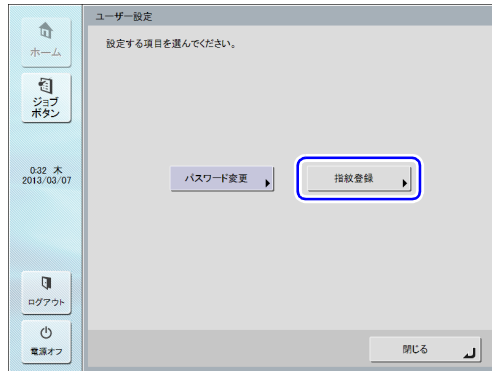 ユーザー設定
設定する項目を選んでください。
ホーム
ジョブ
ボタン
0:32 木
2013/03/07
パスワード変更
指紋登録
ログアウト
電源オフ
閉じる